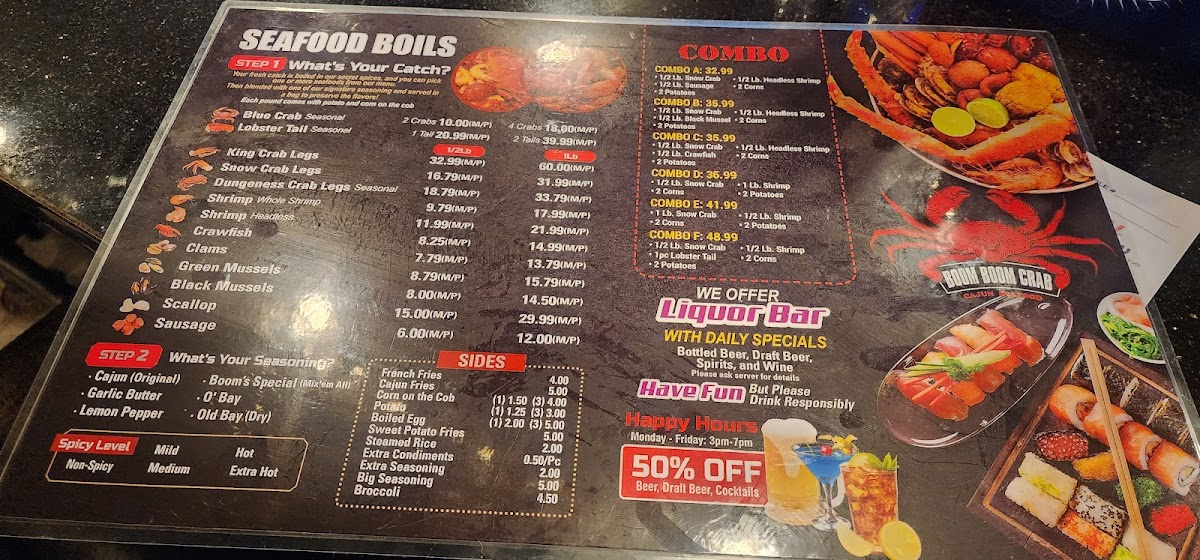 SEAFOOD BOILS
STEP 1 What's Your Catch?
Your fresh catch is boiled in our secret spices, and you can pick
one or more seafoods from our menu.
Then blended with one of our signature seasoning and served in
a bag to preserve the flavors!
Each pound comes with potato and corn on the cob
Blue Crab Seasonal 2 Crabs 10.00(M/P) 4 Crabs 18.00(M/P)
Lobster Tail Seasonal 1 Tail 20.99(M/P) 2 Tails 39.99(M/P)
1/2Lb 1Lb
King Crab Legs 32.99(M/P) 60.00(M/P)
Snow Crab Legs 16.79(M/P) 31.99(M/P)
Dungeness Crab Legs Seasonal 18.79(M/P) 33.79(M/P)
Shrimp Whole Shrimp 9.79(M/P) 17.99(M/P)
Shrimp Headless 11.99(M/P) 21.99(M/P)
Crawfish 8.25(M/P) 14.99(M/P)
Clams 7.79(M/P) 13.79(M/P)
Green Mussels 8.79(M/P) 15.79(M/P)
Black Mussels 8.00(M/P) 14.50(M/P)
Scallop 15.00(M/P) 29.99(M/P)
Sausage 6.00(M/P) 12.00(M/P)
STEP 2 What's Your Seasoning?
· Cajun (Original) · Boom's Special (Mix'em All)
· Garlic Butter · O' Bay
· Lemon Pepper · Old Bay (Dry)
Spicy Level Mild Hot
Non-Spicy Medium Extra Hot
SIDES
French Fries 4.00
Cajun Fries 5.00
Corn on the Cob (1) 1.50 (3) 4.00
Potato (1) 1.25 (3) 3.00
Boiled Egg (1) 2.00 (3) 5.00
Sweet Potato Fries 5.00
Steamed Rice 2.00
Extra Condiments 0.50/Pc
Extra Seasoning 2.00
Big Seasoning 5.00
Broccoli 4.50
COMBO
COMBO A: 32.99
· 1/2 Lb. Snow Crab · 1/2 Lb. Headless Shrimp
· 1/2 Lb. Sausage · 2 Corns
· 2 Potatoes
COMBO B: 35.99
· 1/2 Lb. Snow Crab · 1/2 Lb. Headless Shrimp
· 1/2 Lb. Black Mussel · 2 Corns
· 2 Potatoes
COMBO C: 35.99
· 1/2 Lb. Snow Crab · 1/2 Lb. Headless Shrimp
· 1/2 Lb. Crawfish · 2 Corns
· 2 Potatoes
COMBO D: 36.99
· 1/2 Lb. Snow Crab · 1 Lb. Shrimp
· 2 Corns · 2 Potatoes
COMBO E: 41.99
· 1 Lb. Snow Crab · 1/2 Lb. Shrimp
· 2 Corns · 2 Potatoes
COMBO F: 48.99
· 1/2 Lb. Snow Crab · 1/2 Lb. Shrimp
· 1pc Lobster Tail · 2 Corns
· 2 Potatoes
WE OFFER
Liquor Bar
WITH DAILY SPECIALS
Bottled Beer, Draft Beer,
Spirits, and Wine
Please ask server for details
Have Fun But Please
Drink Responsibly
Happy Hours
Monday - Friday: 3pm-7pm
50% OFF
Beer, Draft Beer, Cocktails
BOOM BOOM CRAB
CAJUN SEAFOOD